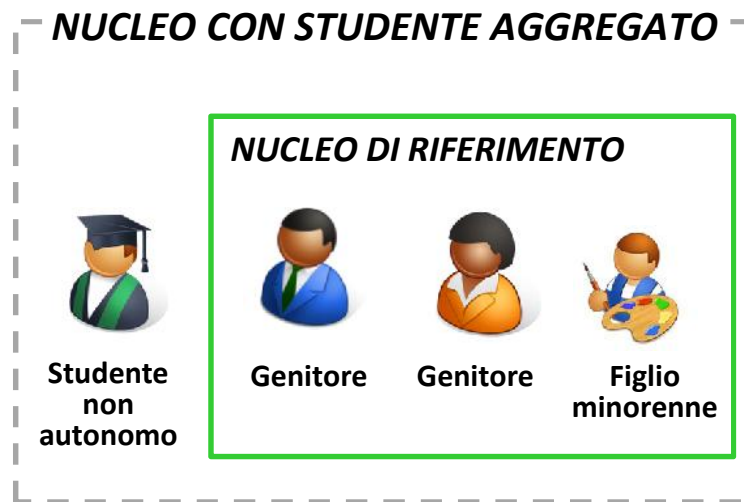 NUCLEO CON STUDENTE AGGREGATO
NUCLEO DI RIFERIMENTO
Studente
non
autonomo
Genitore
Genitore
Figlio
minorenne